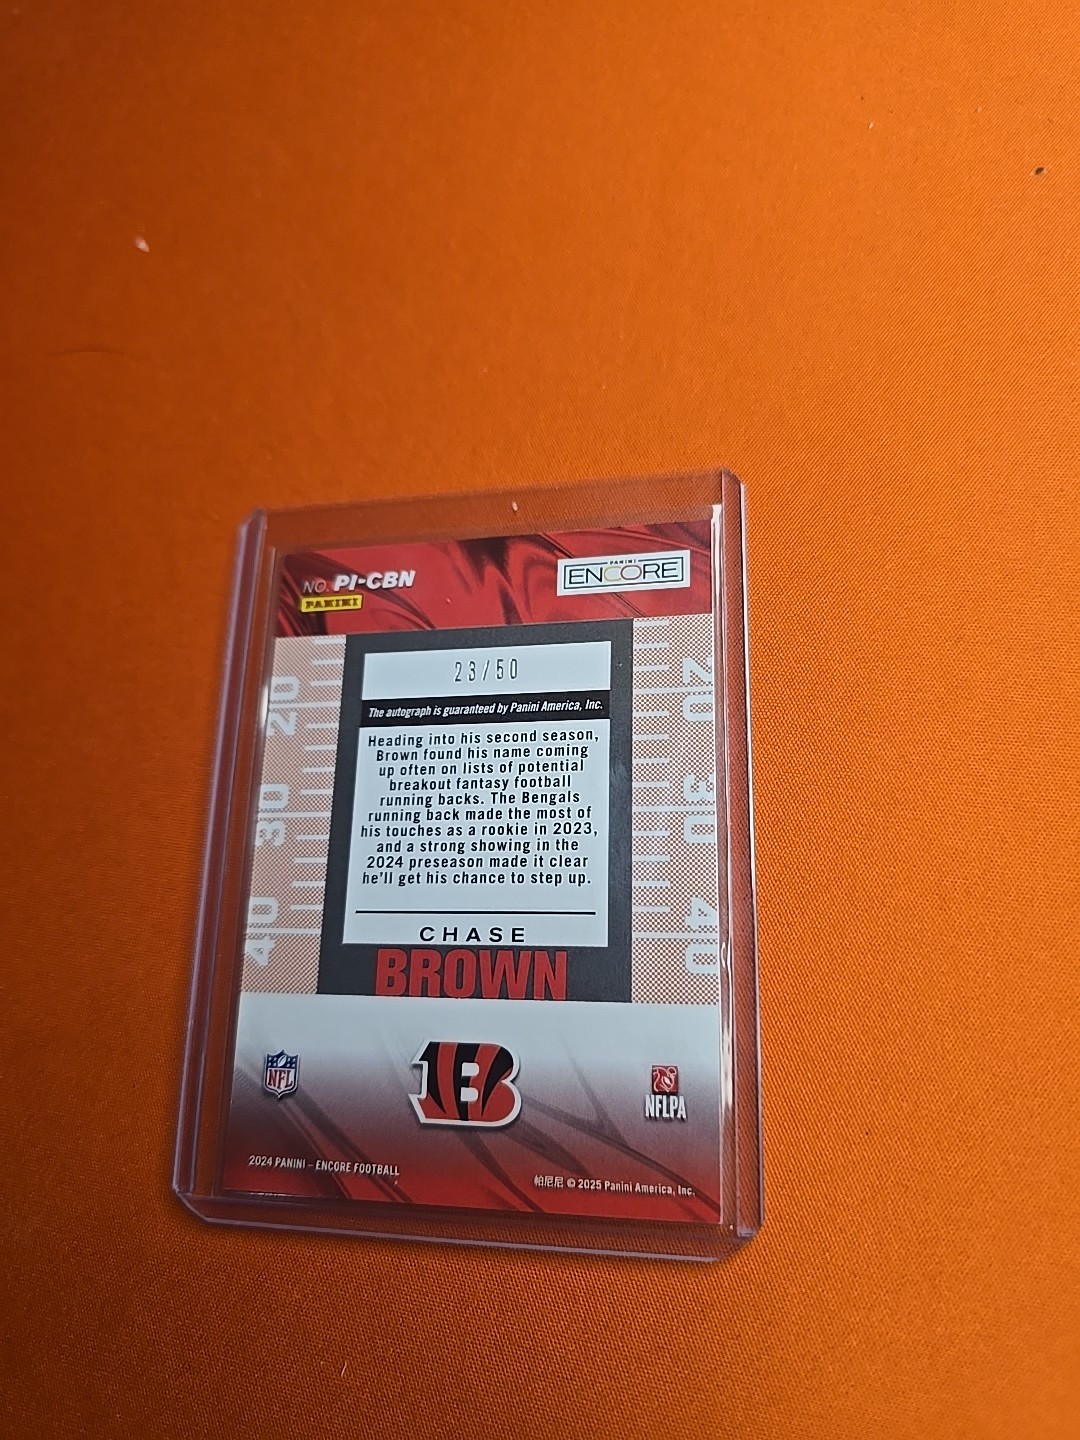 NO. PI-CBN
PANINI
PANINI
ENCORE
23/50
The autograph is guaranteed by Panini America, Inc.
Heading into his second season,
Brown found his name coming
up often on lists of potential
breakout fantasy football
running backs. The Bengals
running back made the most of
his touches as a rookie in 2023,
and a strong showing in the
2024 preseason made it clear
he'll get his chance to step up.
CHASE
BROWN
20
30
40
20
30
40
NFL
B
NFLPA
2024 PANINI – ENCORE FOOTBALL
帕尼尼 © 2025 Panini America, Inc.